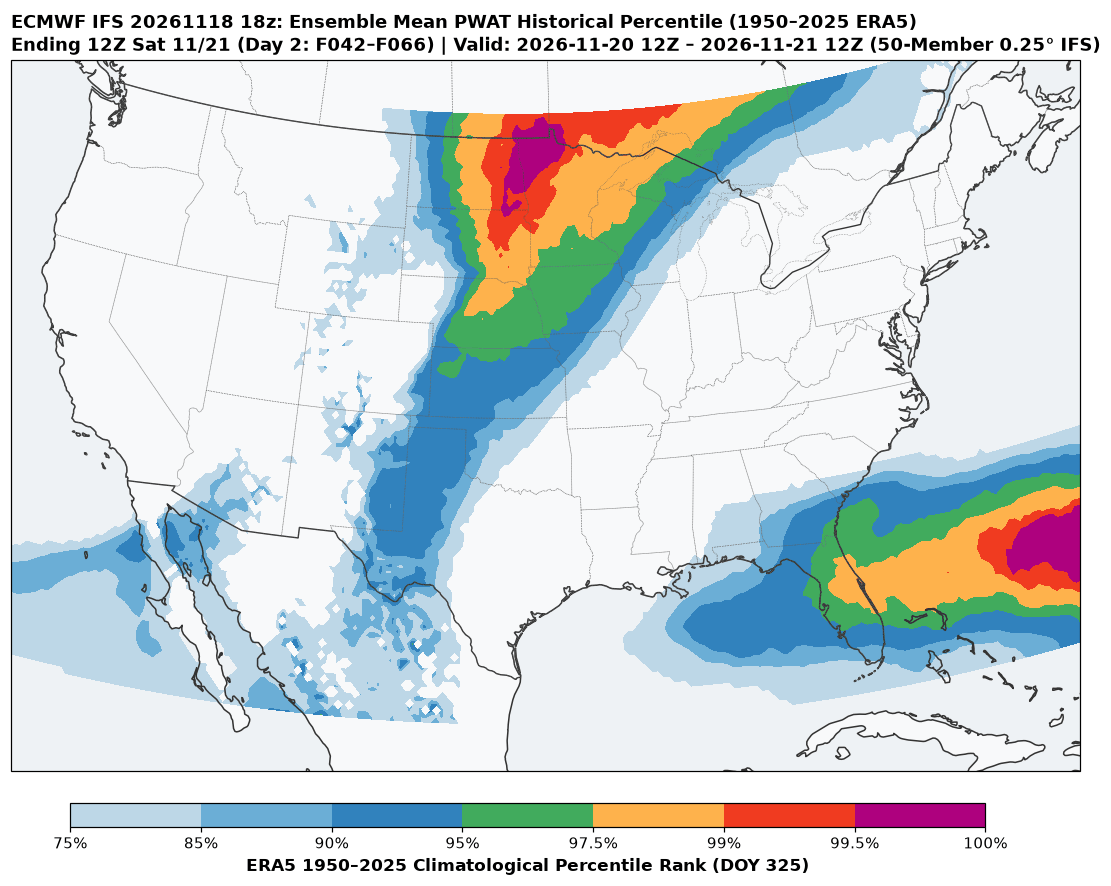 ECMWF IFS 20261118 18z: Ensemble Mean PWAT Historical Percentile (1950–2025 ERA5)
Ending 12Z Sat 11/21 (Day 2: F042–F066) | Valid: 2026-11-20 12Z – 2026-11-21 12Z (50-Member 0.25° IFS)
75% 85% 90% 95% 97.5% 99% 99.5% 100%
ERA5 1950–2025 Climatological Percentile Rank (DOY 325)